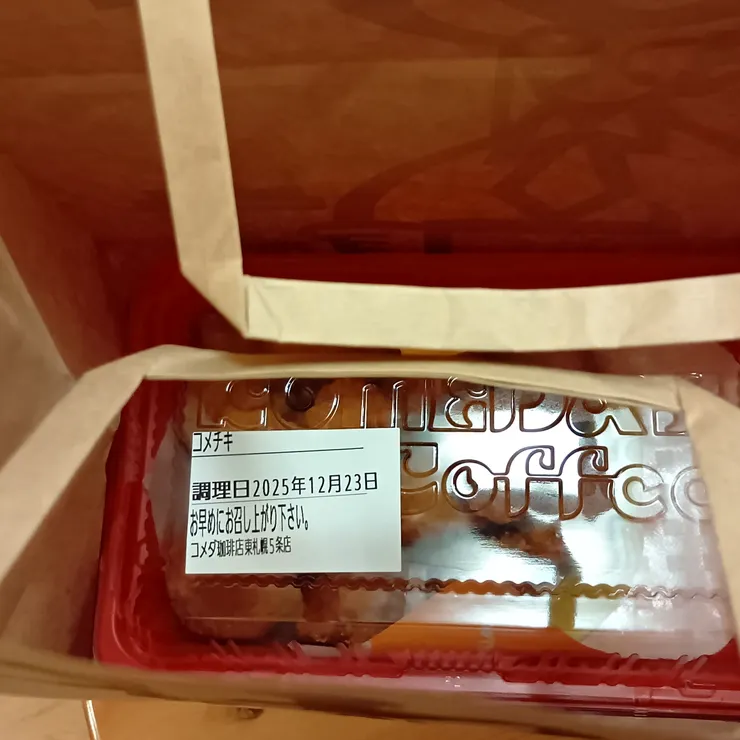 KOMEDA'S
Coffee
コメチキ
調理日2025年12月23日
お早めにお召し上がり下さい。
コメダ珈琲店東札幌5条店